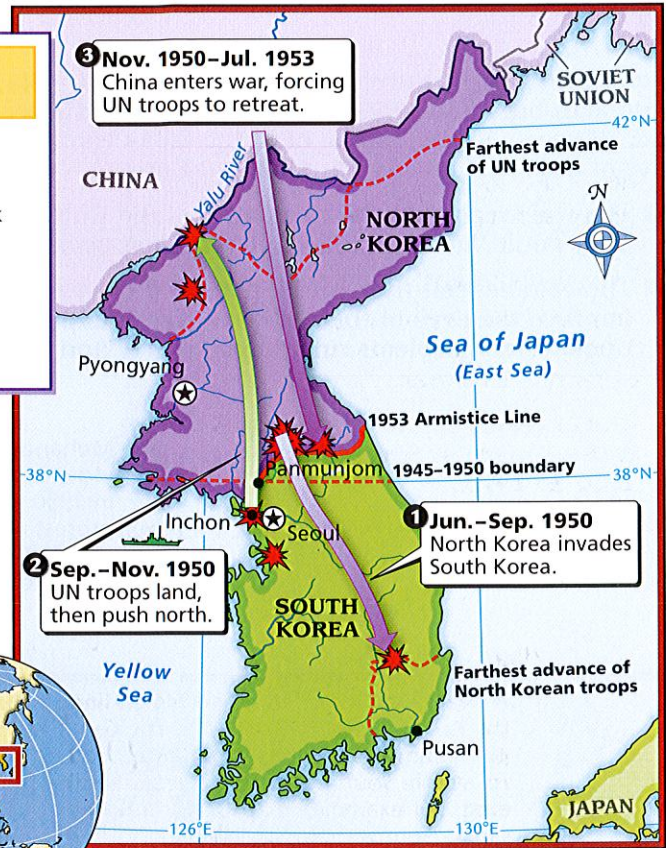 3 Nov. 1950–Jul. 1953
China enters war, forcing
UN troops to retreat.
SOVIET
UNION
42°N
Farthest advance
of UN troops
CHINA
Yalu River
N
NORTH
KOREA
Sea of Japan
(East Sea)
Pyongyang
1953 Armistice Line
38°N
Panmunjom
1945–1950 boundary
38°N
Inchon
Seoul
1 Jun.–Sep. 1950
North Korea invades
South Korea.
2 Sep.–Nov. 1950
UN troops land,
then push north.
SOUTH
KOREA
Yellow
Sea
Farthest advance of
North Korean troops
Pusan
JAPAN
126°E
130°E